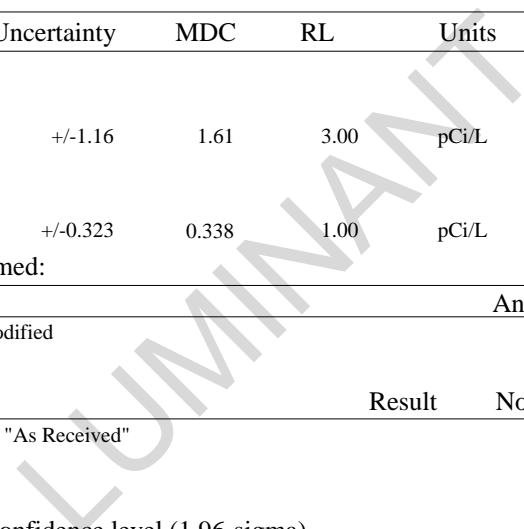 Uncertainty MDC RL Units
+/-1.16 1.61 3.00 pCi/L
+/-0.323 0.338 1.00 pCi/L
med:
An
odified
Result No
"As Received"
onfidence level (1.96-sigma)
LUMINANT